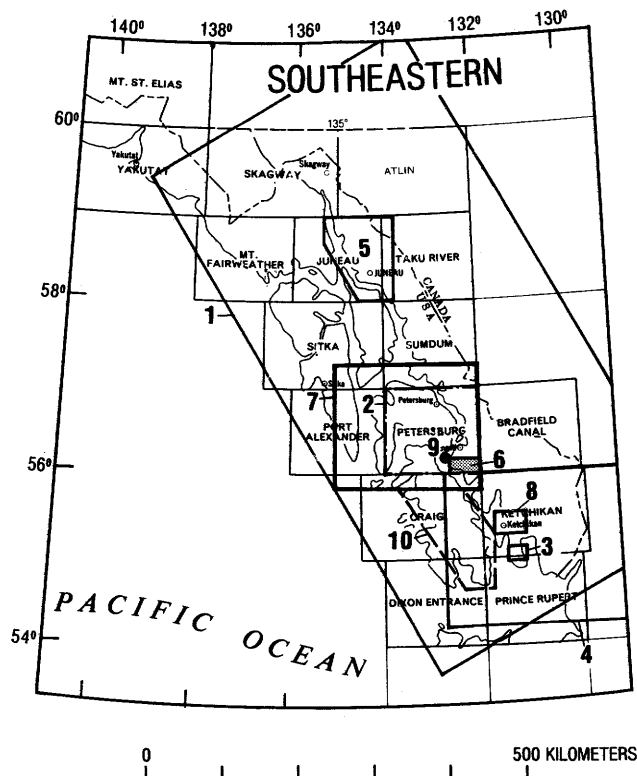 140° 138° 136° 134° 132° 130°
SOUTHEASTERN
MT. ST. ELIAS
60°
135°
Yakutat
YAKUTAT
SKAGWAY
Skagway
ATLIN
MT.
FAIRWEATHER
JUNEAU
5
JUNEAU
TAKU RIVER
58°
CANADA
USA
1
SITKA
SUMDUM
7
Sitka
2
Petersburg
PORT
ALEXANDER
PETERSBURG
BRADFIELD
CANAL
9
6
56°
8
CRAIG
KETCHIKAN
Ketchikan
10
3
DIXON ENTRANCE
PRINCE RUPERT
PACIFIC OCEAN
54°
4
0 500 KILOMETERS